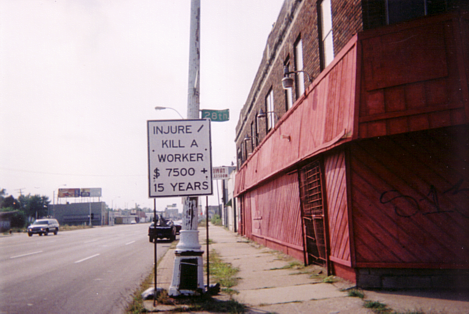 28TH
INJURE /
KILL A
WORKER
$ 7500 +
15 YEARS